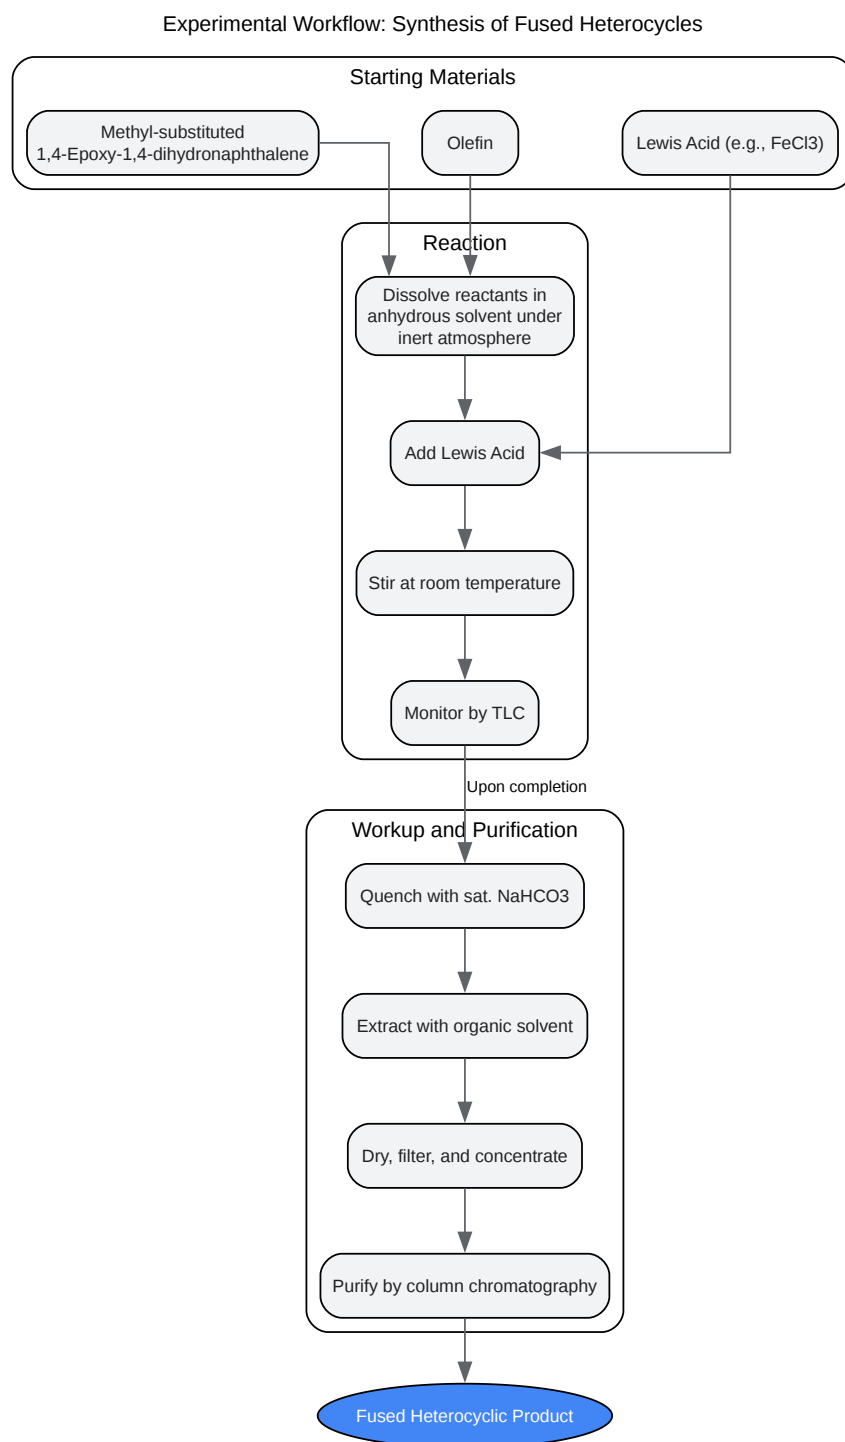 Experimental Workflow: Synthesis of Fused Heterocycles
Starting Materials
Methyl-substituted
1,4-Epoxy-1,4-dihydronaphthalene
Olefin
Lewis Acid (e.g., FeCl3)
Reaction
Dissolve reactants in
anhydrous solvent under
inert atmosphere
Add Lewis Acid
Stir at room temperature
Monitor by TLC
Upon completion
Workup and Purification
Quench with sat. NaHCO3
Extract with organic solvent
Dry, filter, and concentrate
Purify by column chromatography
Fused Heterocyclic Product